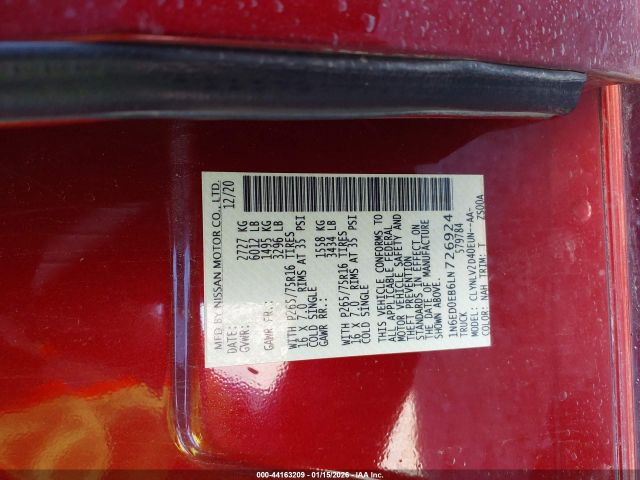 MFD BY NISSAN MOTOR CO., LTD.
DATE: 12/20
GVWR: 2727 KG
6012 LB
GAWR FR: 1495 KG
3296 LB
WITH P265/75R16 TIRES
16 X 7.0 RIMS AT 35 PSI
COLD SINGLE
GAWR RR: 1558 KG
3434 LB
WITH P265/75R16 TIRES
16 X 7.0 RIMS AT 35 PSI
COLD SINGLE
THIS VEHICLE CONFORMS TO
ALL APPLICABLE FEDERAL
MOTOR VEHICLE SAFETY AND
THEFT PREVENTION
STANDARDS IN EFFECT ON
THE DATE OF MANUFACTURE
SHOWN ABOVE.
1N6ED0EB6LN726924
TRUCK 579784
MODEL: CLYNLV2D40EUN--AA-
COLOR: NAH TRIM: T Z500A
000-44163209 - 01/15/2026 - IAA Inc.